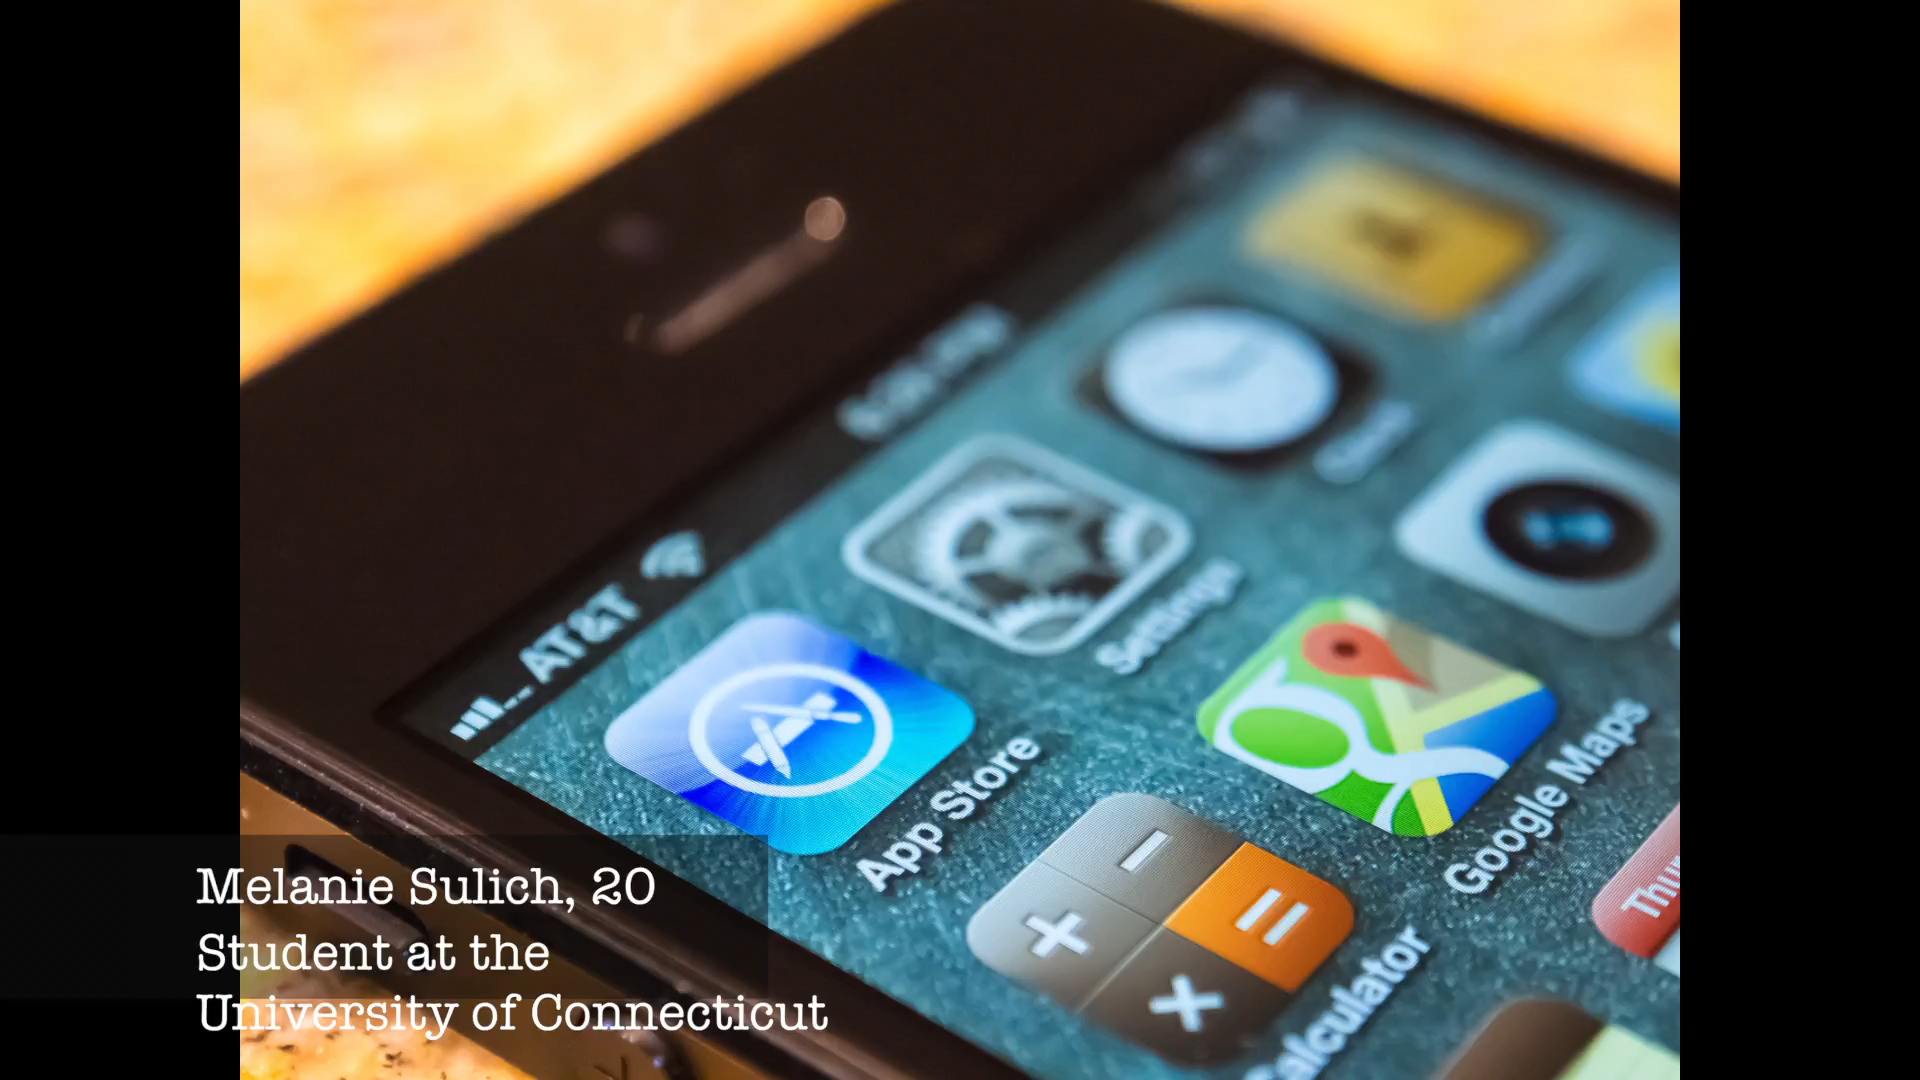 AT&T
Settings
App Store
Google Maps
Calculator
Melanie Sulich, 20
Student at the
University of Connecticut